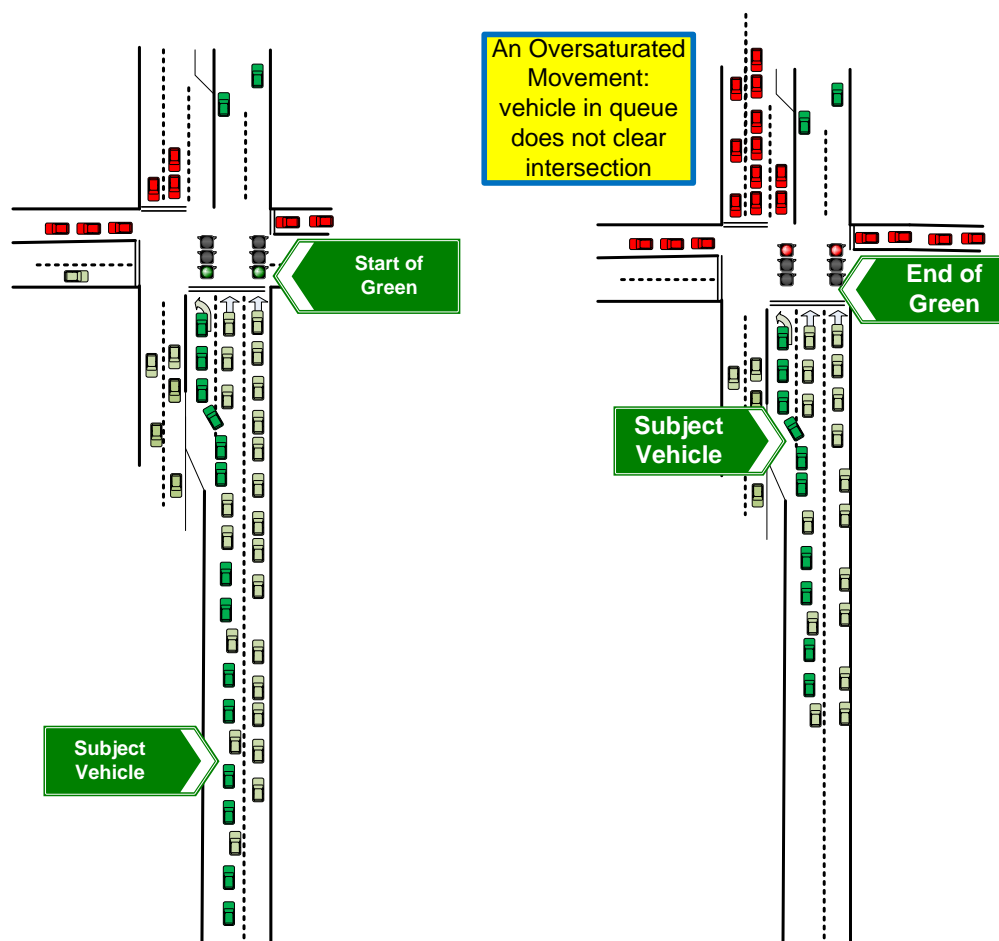 An Oversaturated
Movement:
vehicle in queue
does not clear
intersection
Start of
Green
End of
Green
Subject
Vehicle
Subject
Vehicle